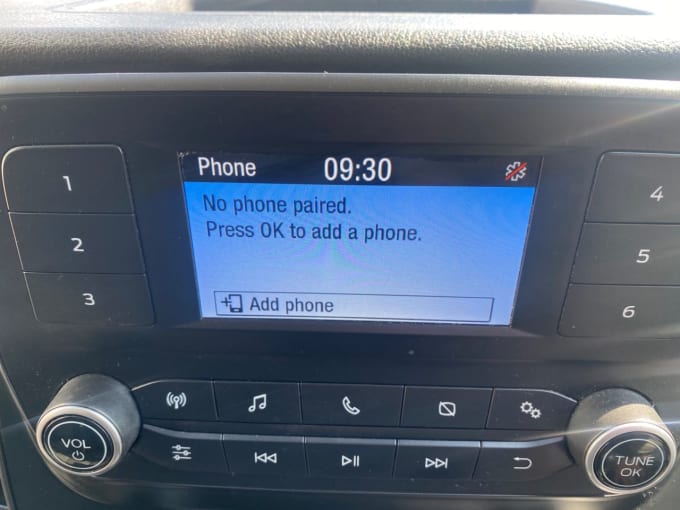 Phone 09:30
No phone paired.
Press OK to add a phone.
Add phone
1
2
3
4
5
6
VOL
TUNE
OK